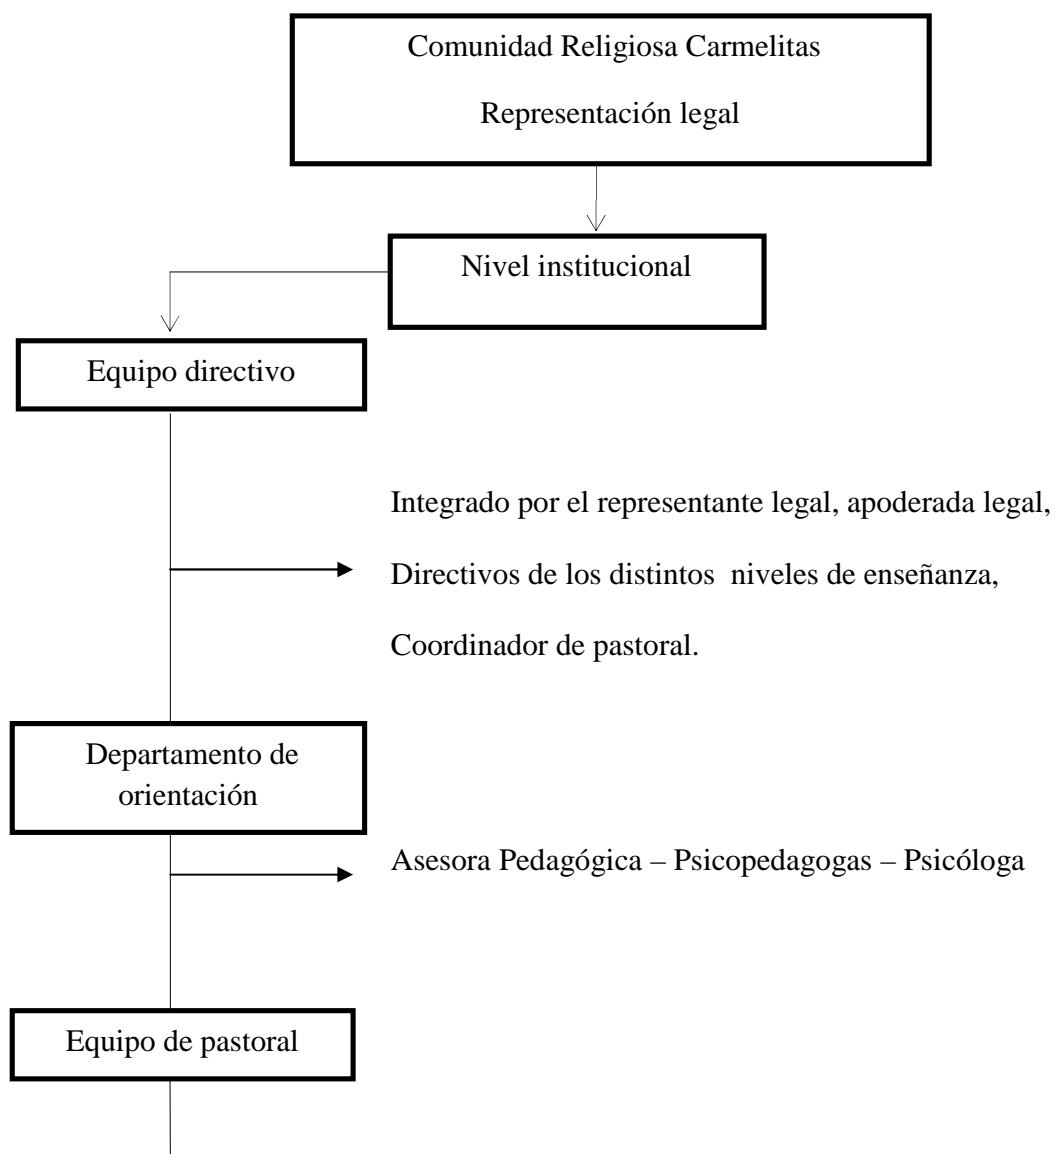 Comunidad Religiosa Carmelitas
Representación legal
Nivel institucional
Equipo directivo
Integrado por el representante legal, apoderada legal,
Directivos de los distintos niveles de enseñanza,
Coordinador de pastoral.
Departamento de
orientación
Asesora Pedagógica – Psicopedagogas – Psicóloga
Equipo de pastoral